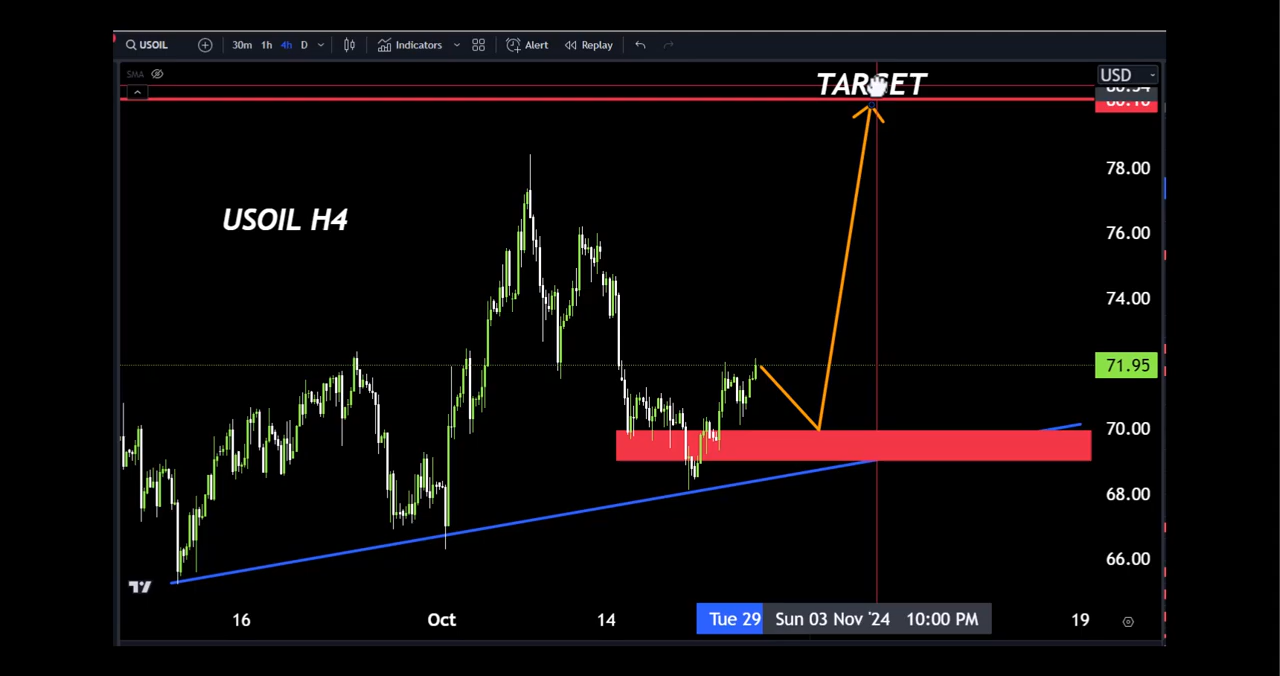 USOIL 30m 1h 4h D Indicators Alert Replay
SMA
TARGET
USD
78.00
USOIL H4
76.00
74.00
71.95
70.00
68.00
66.00
16 Oct 14 Tue 29 Sun 03 Nov '24 10:00 PM 19